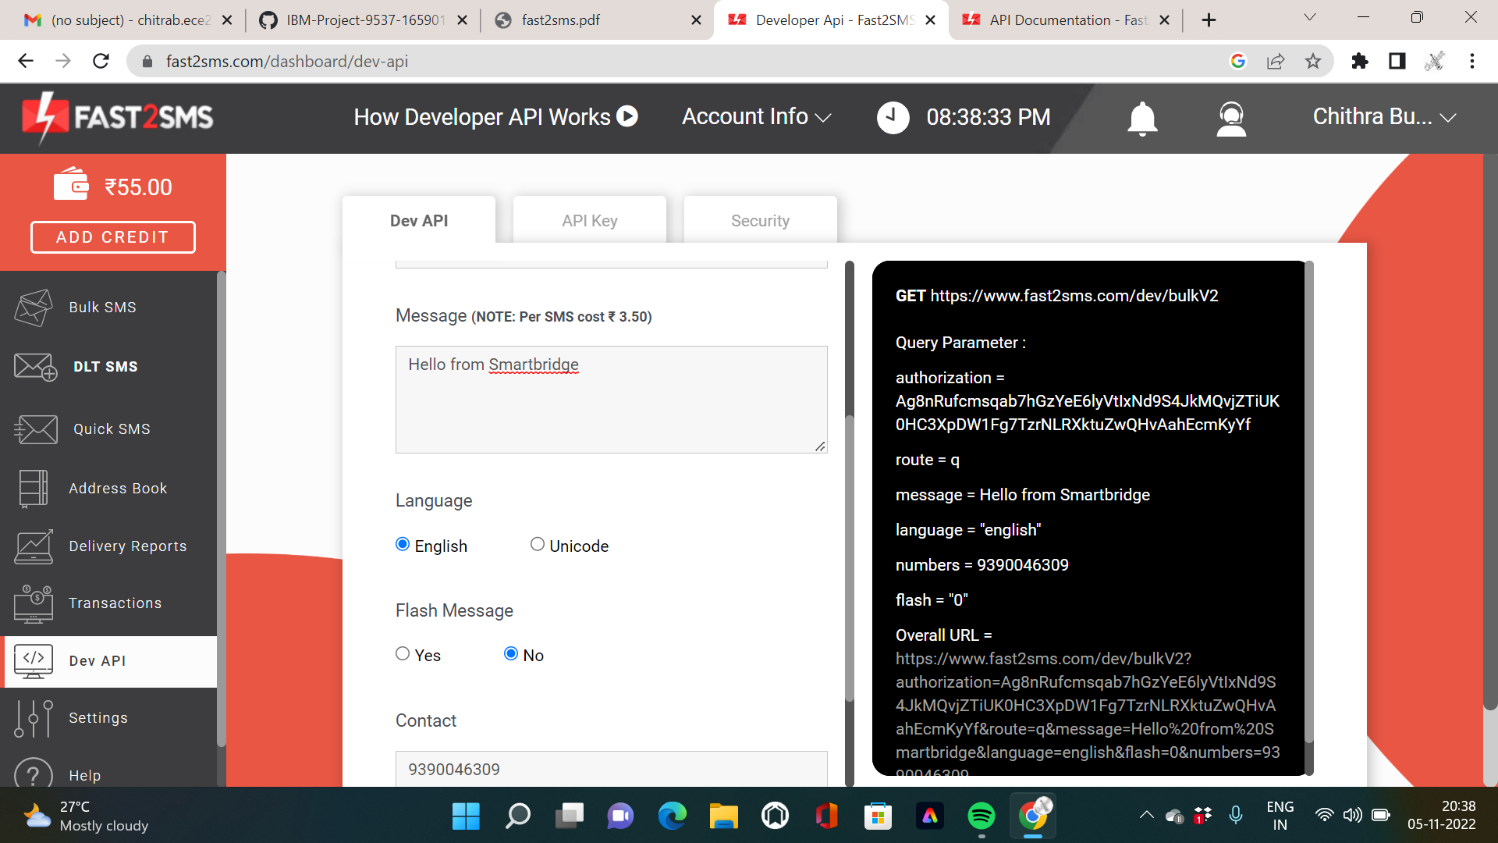 (no subject) - chitrab.ece2
IBM-Project-9537-165901
fast2sms.pdf
Developer Api - Fast2SMS
API Documentation - Fast
fast2sms.com/dashboard/dev-api
FAST2SMS
How Developer API Works
Account Info
08:38:33 PM
Chithra Bu...
₹55.00
ADD CREDIT
Bulk SMS
DLT SMS
Quick SMS
Address Book
Delivery Reports
Transactions
Dev API
Settings
Help
Dev API
API Key
Security
Message (NOTE: Per SMS cost ₹ 3.50)
Hello from Smartbridge
Language
English
Unicode
Flash Message
Yes
No
Contact
9390046309
GET https://www.fast2sms.com/dev/bulkV2
Query Parameter :
authorization =
Ag8nRufcmsqab7hGzYeE6lyVtIxNd9S4JkMQvjZTiUK
0HC3XpDW1Fg7TzrNLRXktuZwQHvAahEcmKyYf
route = q
message = Hello from Smartbridge
language = "english"
numbers = 9390046309
flash = "0"
Overall URL =
https://www.fast2sms.com/dev/bulkV2?
authorization=Ag8nRufcmsqab7hGzYeE6lyVtIxNd9S
4JkMQvjZTiUK0HC3XpDW1Fg7TzrNLRXktuZwQHvA
ahEcmKyYf&route=q&message=Hello%20from%20S
martbridge&language=english&flash=0&numbers=93
90046309
27°C
Mostly cloudy
1
ENG
IN
20:38
05-11-2022